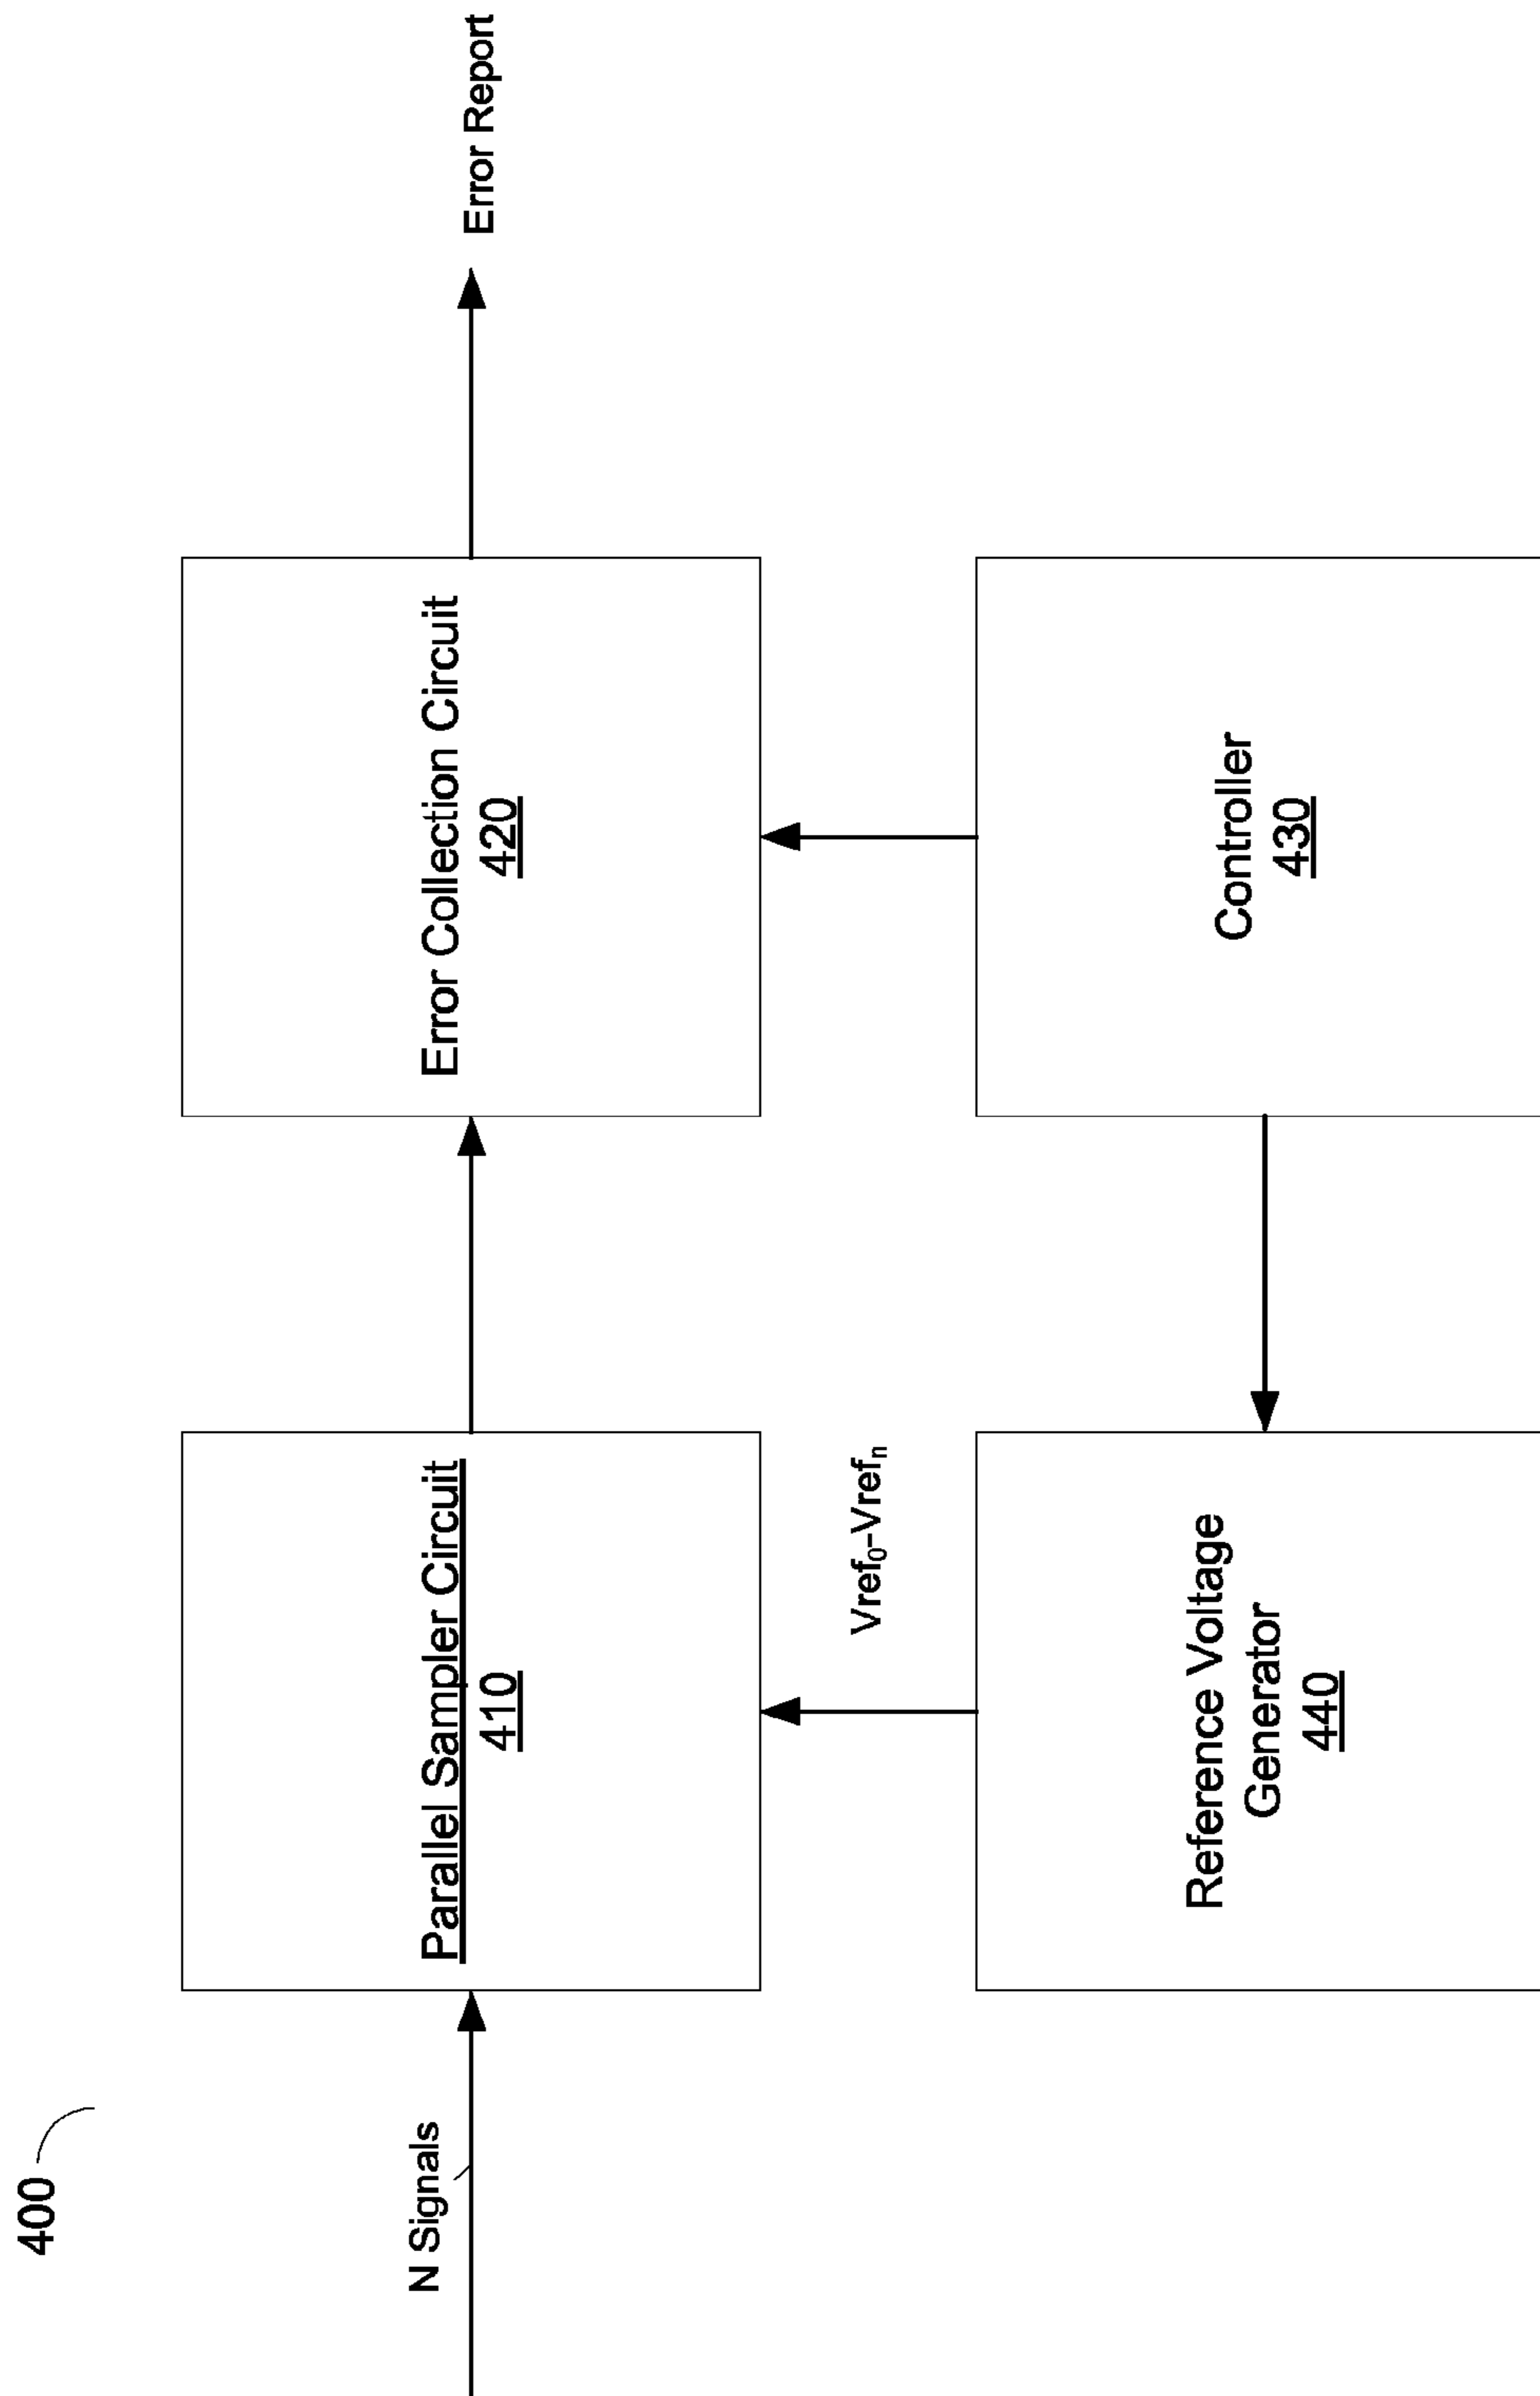 400
N Signals
Parallel Sampler Circuit
410
Error Collection Circuit
420
Error Report
Vref₀-Vrefₙ
Reference Voltage
Generator
440
Controller
430